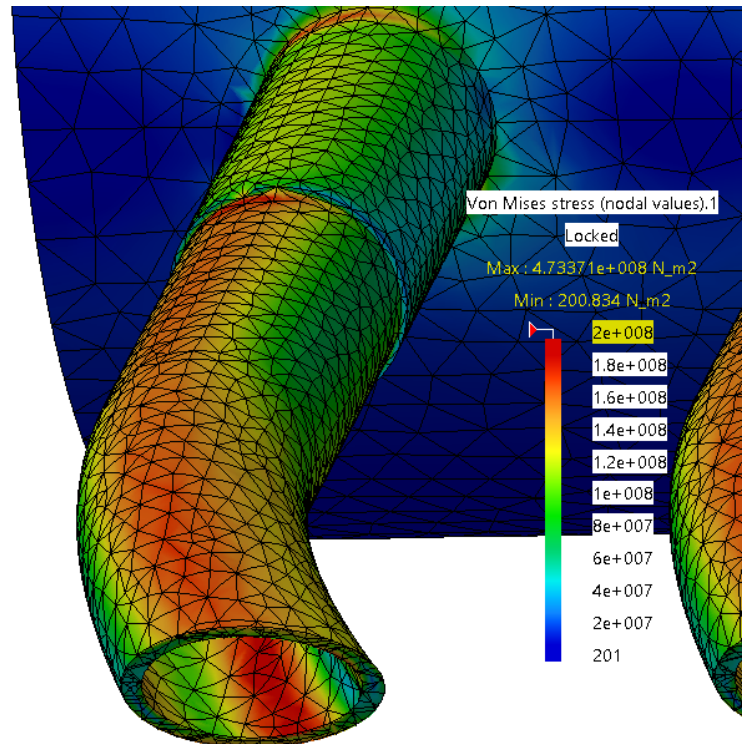 Von Mises stress (nodal values).1
Locked
Max : 4.73371e+008 N_m2
Min : 200.834 N_m2
2e+008
1.8e+008
1.6e+008
1.4e+008
1.2e+008
1e+008
8e+007
6e+007
4e+007
2e+007
201